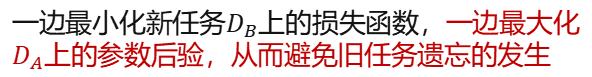 一边最小化新任务D_B上的损失函数，一边最大化
D_A上的参数后验，从而避免旧任务遗忘的发生